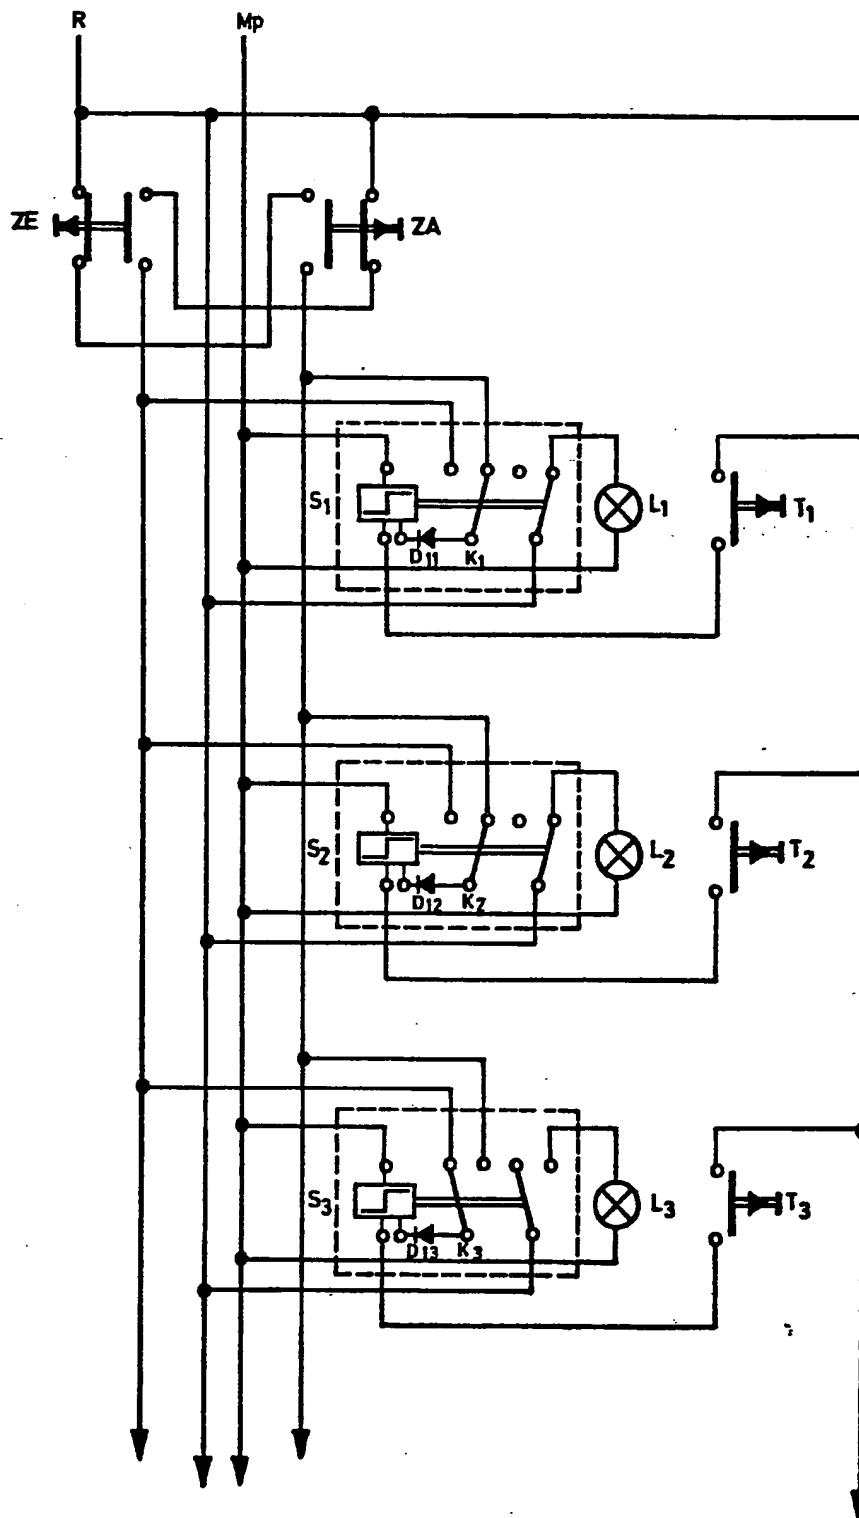 R Mp
ZE ZA
S1 D11 K1 L1 T1
S2 D12 K2 L2 T2
S3 D13 K3 L3 T3